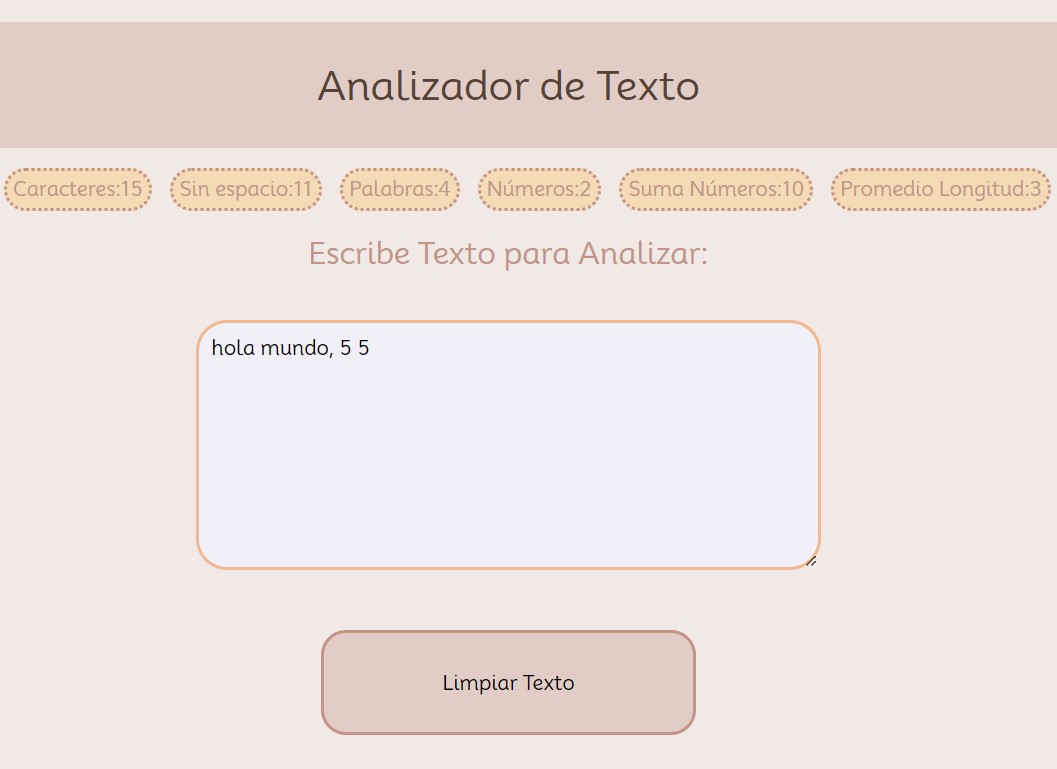 Analizador de Texto
Caracteres:15 Sin espacio:11 Palabras:4 Números:2 Suma Números:10 Promedio Longitud:3
Escribe Texto para Analizar:
hola mundo, 5 5
Limpiar Texto